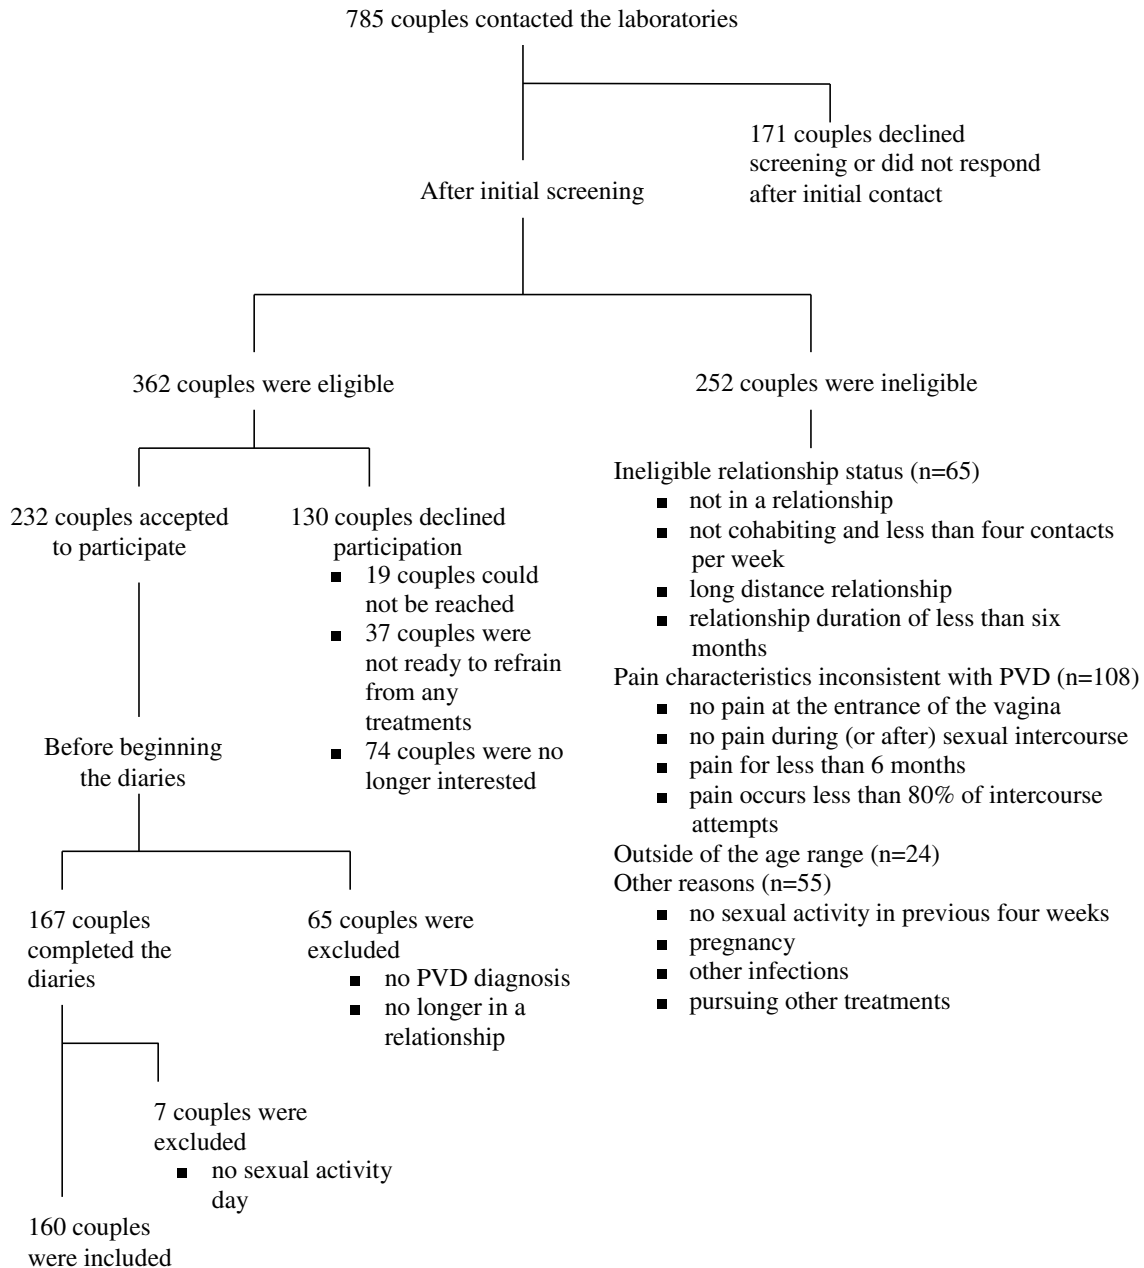 785 couples contacted the laboratories
171 couples declined
screening or did not respond
after initial contact
After initial screening
362 couples were eligible
252 couples were ineligible
232 couples accepted
to participate
130 couples declined
participation
■ 19 couples could
not be reached
■ 37 couples were
not ready to refrain
from any
treatments
■ 74 couples were no
longer interested
Ineligible relationship status (n=65)
■ not in a relationship
■ not cohabiting and less than four contacts
per week
■ long distance relationship
■ relationship duration of less than six
months
Pain characteristics inconsistent with PVD (n=108)
■ no pain at the entrance of the vagina
■ no pain during (or after) sexual intercourse
■ pain for less than 6 months
■ pain occurs less than 80% of intercourse
attempts
Outside of the age range (n=24)
Other reasons (n=55)
■ no sexual activity in previous four weeks
■ pregnancy
■ other infections
■ pursuing other treatments
Before beginning
the diaries
167 couples
completed the
diaries
65 couples were
excluded
■ no PVD diagnosis
■ no longer in a
relationship
7 couples were
excluded
■ no sexual activity
day
160 couples
were included